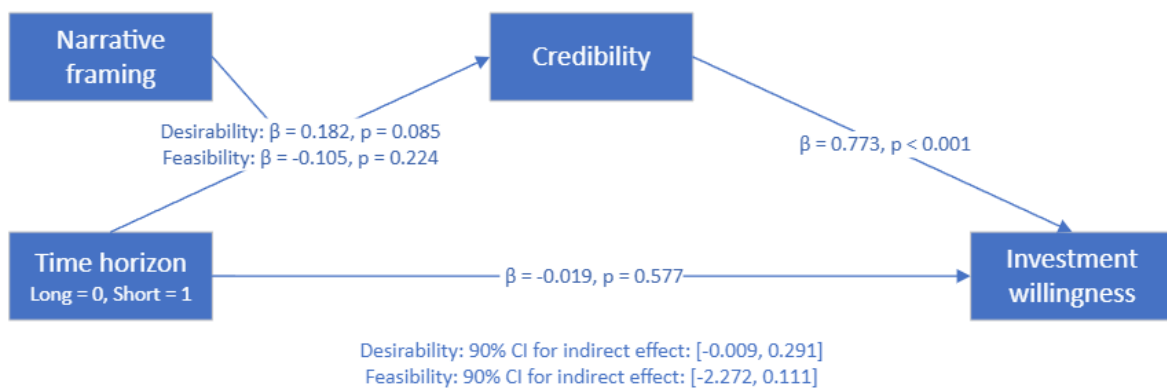 Narrative
framing
Credibility
Desirability: β = 0.182, p = 0.085
Feasibility: β = -0.105, p = 0.224
β = 0.773, p < 0.001
Time horizon
Long = 0, Short = 1
β = -0.019, p = 0.577
Investment
willingness
Desirability: 90% CI for indirect effect: [-0.009, 0.291]
Feasibility: 90% CI for indirect effect: [-2.272, 0.111]